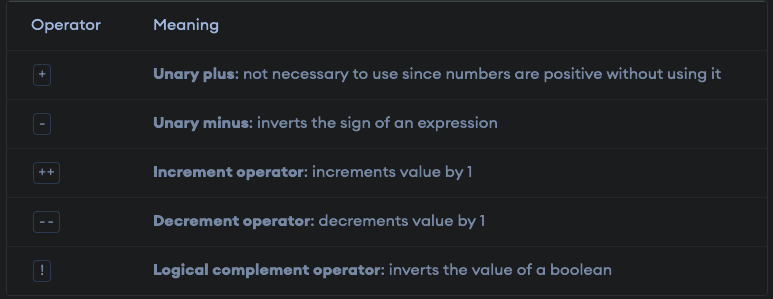 Operator Meaning
+ Unary plus: not necessary to use since numbers are positive without using it
- Unary minus: inverts the sign of an expression
++ Increment operator: increments value by 1
-- Decrement operator: decrements value by 1
! Logical complement operator: inverts the value of a boolean